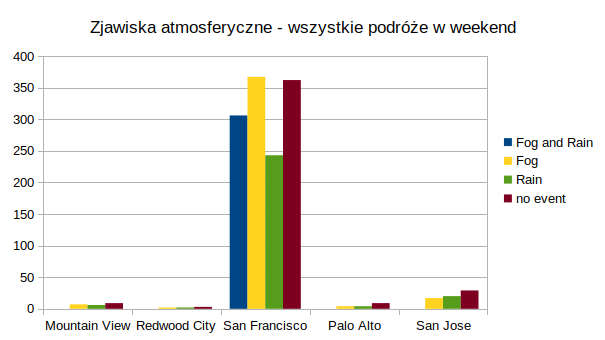 Zjawiska atmosferyczne - wszystkie podróże w weekend
400
350
300
250
200
150
100
50
0
Mountain View Redwood City San Francisco Palo Alto San Jose
Fog and Rain
Fog
Rain
no event